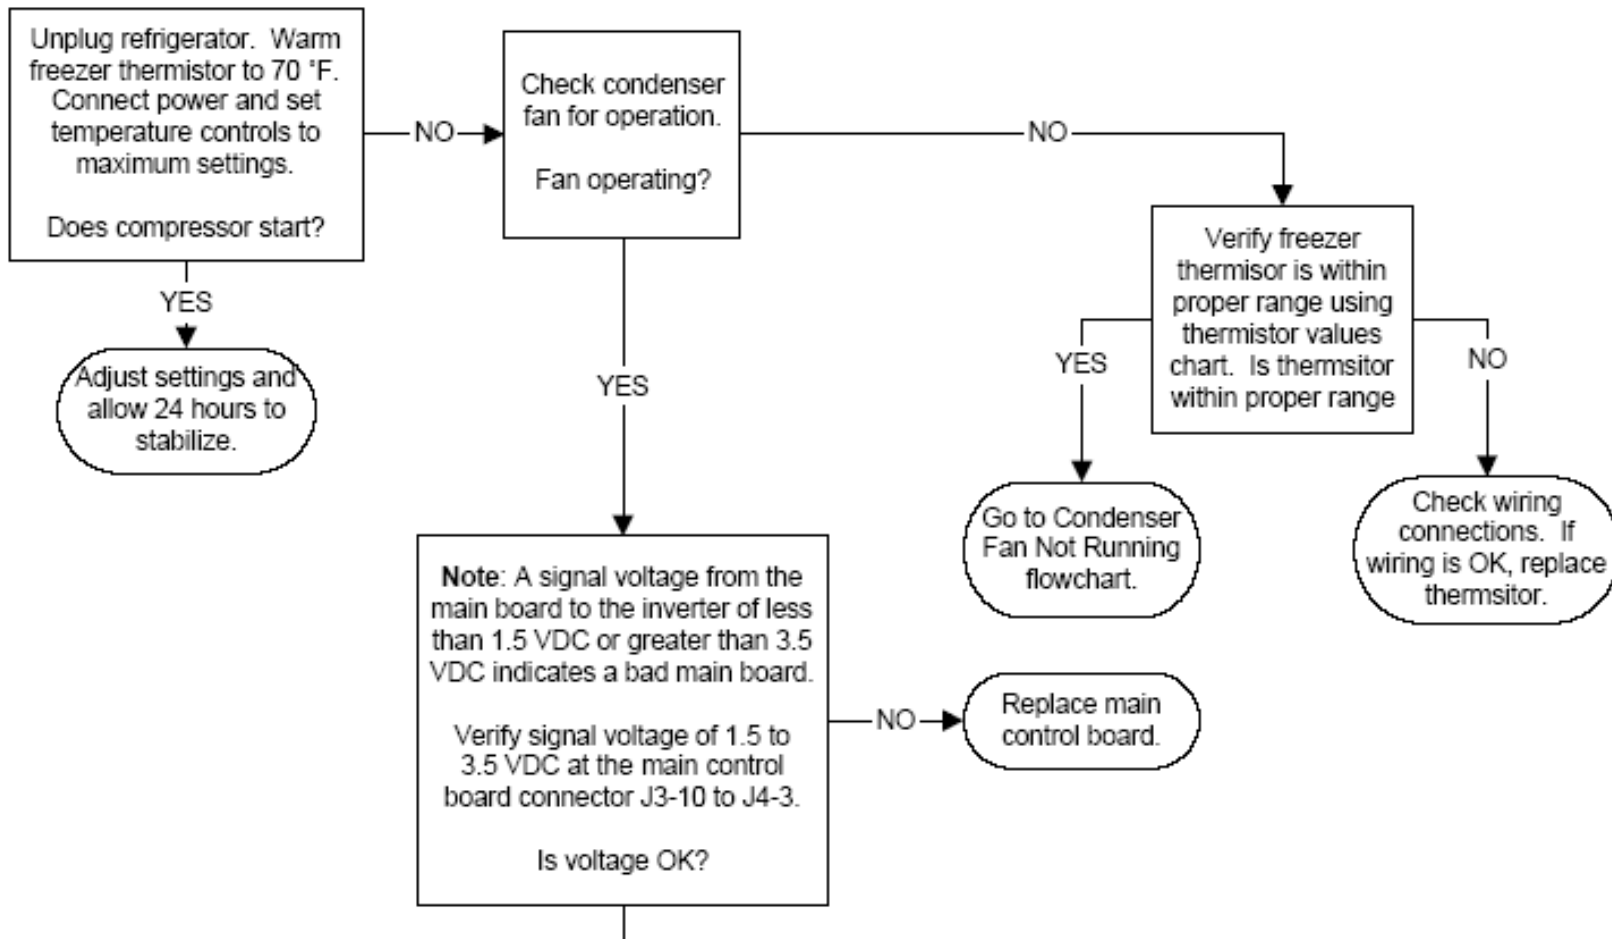 Unplug refrigerator. Warm
freezer thermistor to 70 °F.
Connect power and set
temperature controls to
maximum settings.
Does compressor start?
NO
Check condenser
fan for operation.
Fan operating?
NO
YES
Adjust settings and
allow 24 hours to
stabilize.
YES
Verify freezer
thermisor is within
proper range using
thermistor values
chart. Is thermsitor
within proper range
YES
NO
Go to Condenser
Fan Not Running
flowchart.
Check wiring
connections. If
wiring is OK, replace
thermsitor.
Note: A signal voltage from the
main board to the inverter of less
than 1.5 VDC or greater than 3.5
VDC indicates a bad main board.
Verify signal voltage of 1.5 to
3.5 VDC at the main control
board connector J3-10 to J4-3.
Is voltage OK?
NO
Replace main
control board.